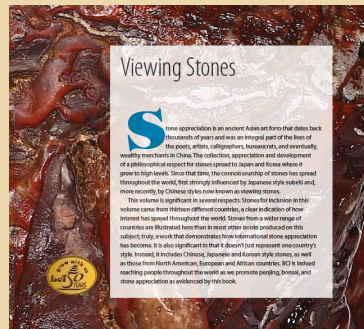 Viewing Stones
Stone appreciation is an ancient Asian art form that dates back
thousands of years and was an integral part of the lives of
the poets, artists, calligraphers, bureaucrats, and eventually,
wealthy marchants in China. The collection, appreciation and development
of a philosophical respect for stones spread to Japan and Korea where it
grew to high levels. Since that time, the connoisseurship of stones has spread
throughout the world, first strongly influenced by Japanese style suiseki and,
more recently, by Chinese styles now known as viewing stones.
This volume is significant in several respects. Stones for inclusion in this
volume came from thirteen different countries, a clear indication of how
interest has spread throughout the world. Stones from a wider range of
countries are illustrated here than in most other books produced on this
subject; truly, a work that demonstrates how international stone appreciation
has become. It is also significant in that it doesn't just represent one country's
style. Instead, it includes Chinese, Japanese and Korean style stones, as well
as those from North American, European and African countries. BCI is indeed
reaching people throughout the world as we promote penjing, bonsai, and
stone appreciation as evidenced by this book.
grow with us
bci 50
YEARS